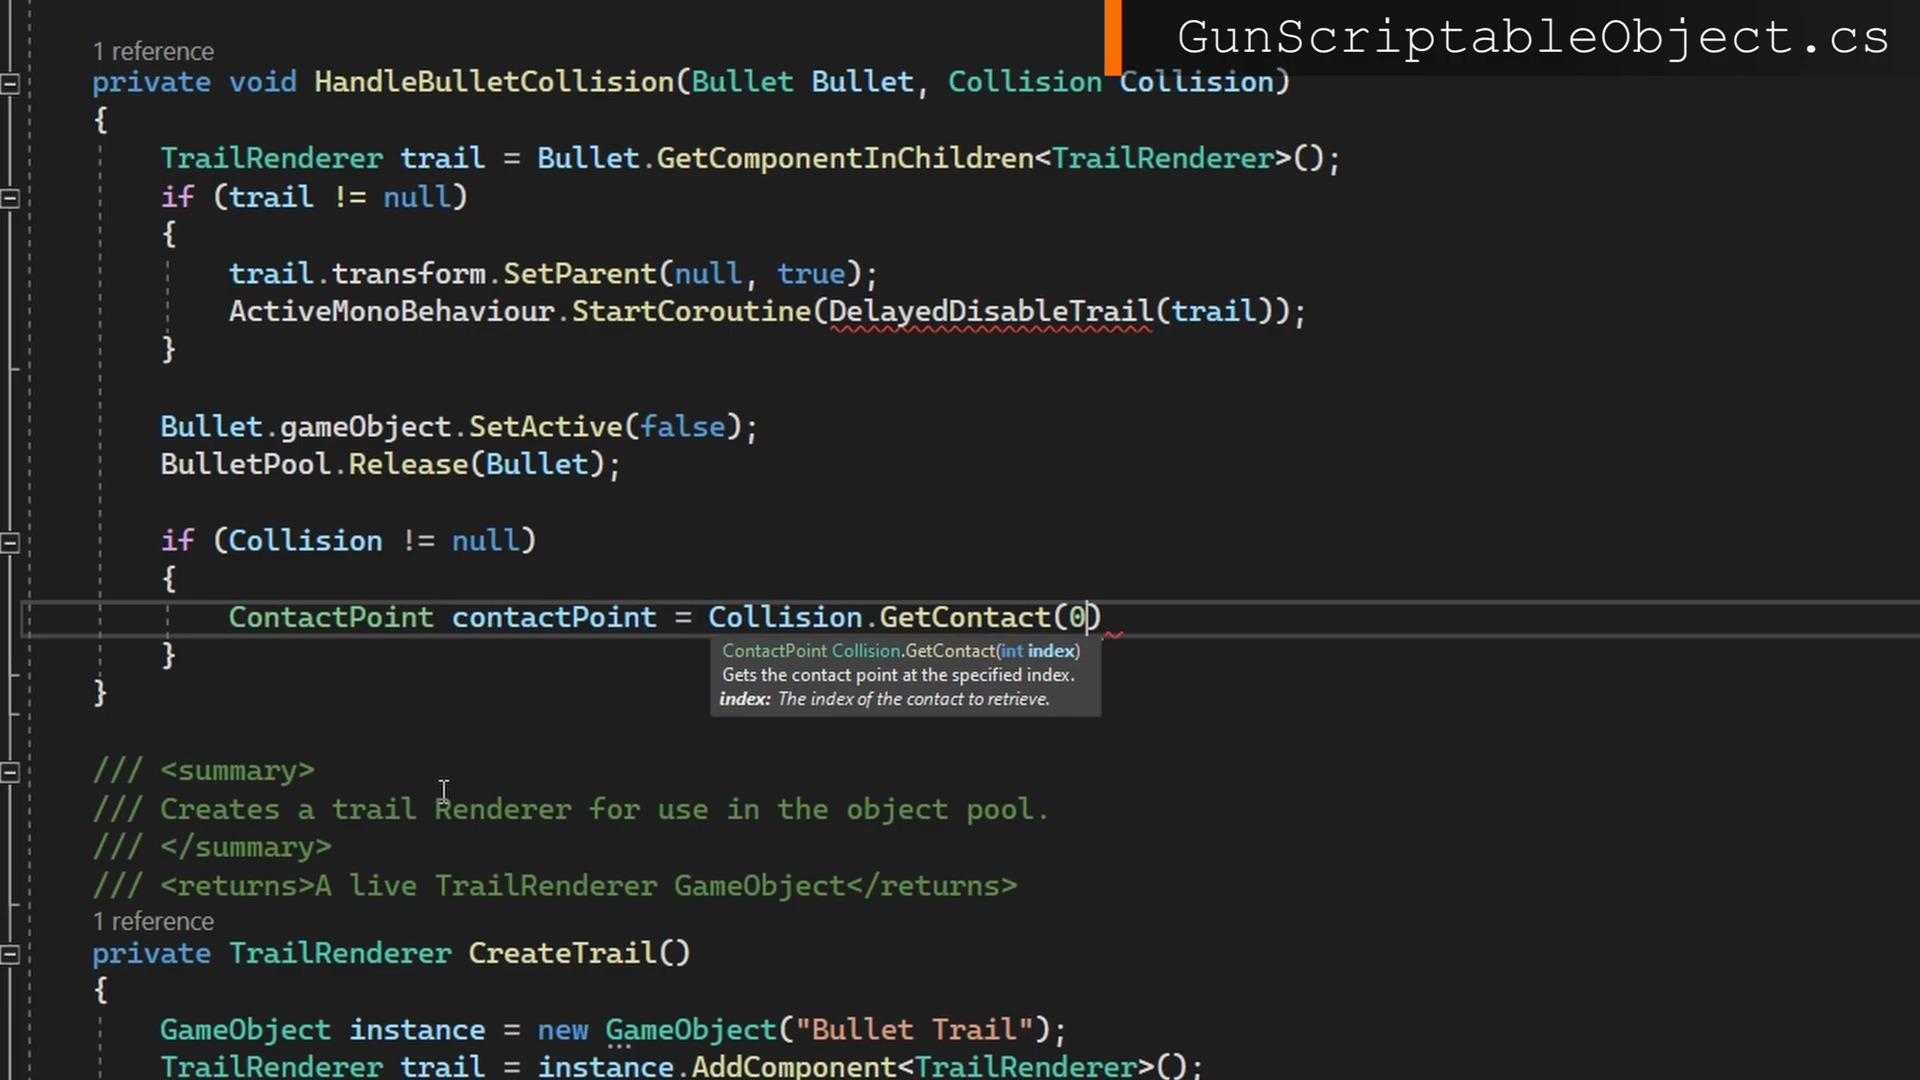 GunScriptableObject.cs
1 reference
private void HandleBulletCollision(Bullet Bullet, Collision Collision)
{
TrailRenderer trail = Bullet.GetComponentInChildren<TrailRenderer>();
if (trail != null)
{
trail.transform.SetParent(null, true);
ActiveMonoBehaviour.StartCoroutine(DelayedDisableTrail(trail));
}
Bullet.gameObject.SetActive(false);
BulletPool.Release(Bullet);
if (Collision != null)
{
ContactPoint contactPoint = Collision.GetContact(0)
ContactPoint Collision.GetContact(int index)
Gets the contact point at the specified index.
index: The index of the contact to retrieve.
}
}
/// <summary>
/// Creates a trail Renderer for use in the object pool.
/// </summary>
/// <returns>A live TrailRenderer GameObject</returns>
1 reference
private TrailRenderer CreateTrail()
{
GameObject instance = new GameObject("Bullet Trail");
TrailRenderer trail = instance.AddComponent<TrailRenderer>();